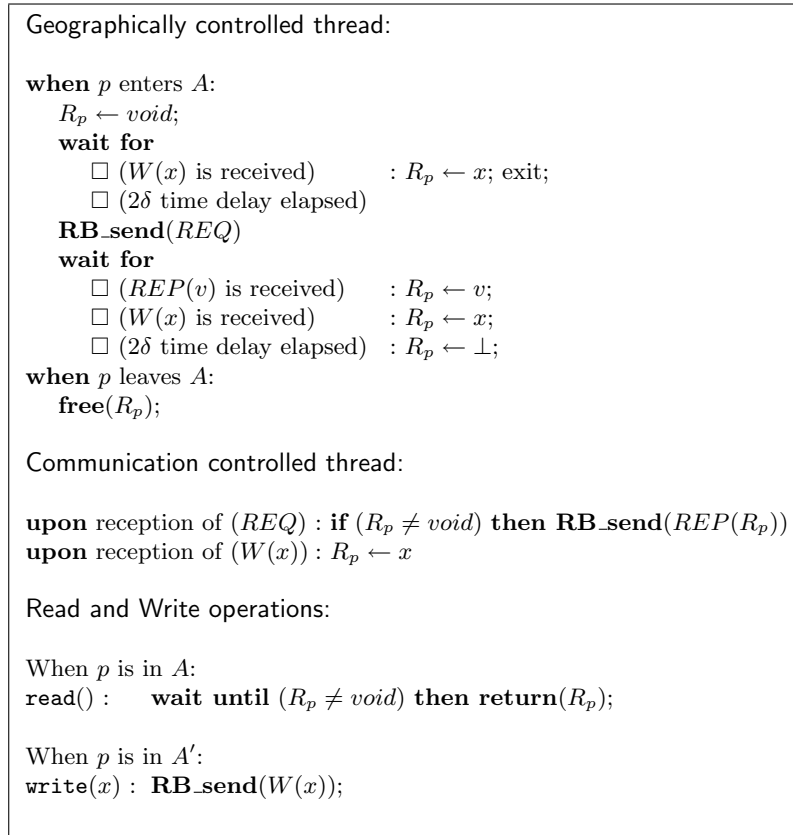 Geographically controlled thread:
when p enters A:
R_p ← void;
wait for
□ (W(x) is received) : R_p ← x; exit;
□ (2δ time delay elapsed)
RB_send(REQ)
wait for
□ (REP(v) is received) : R_p ← v;
□ (W(x) is received) : R_p ← x;
□ (2δ time delay elapsed) : R_p ← ⊥;
when p leaves A:
free(R_p);
Communication controlled thread:
upon reception of (REQ) : if (R_p ≠ void) then RB_send(REP(R_p))
upon reception of (W(x)) : R_p ← x
Read and Write operations:
When p is in A:
read() : wait until (R_p ≠ void) then return(R_p);
When p is in A′:
write(x) : RB_send(W(x));